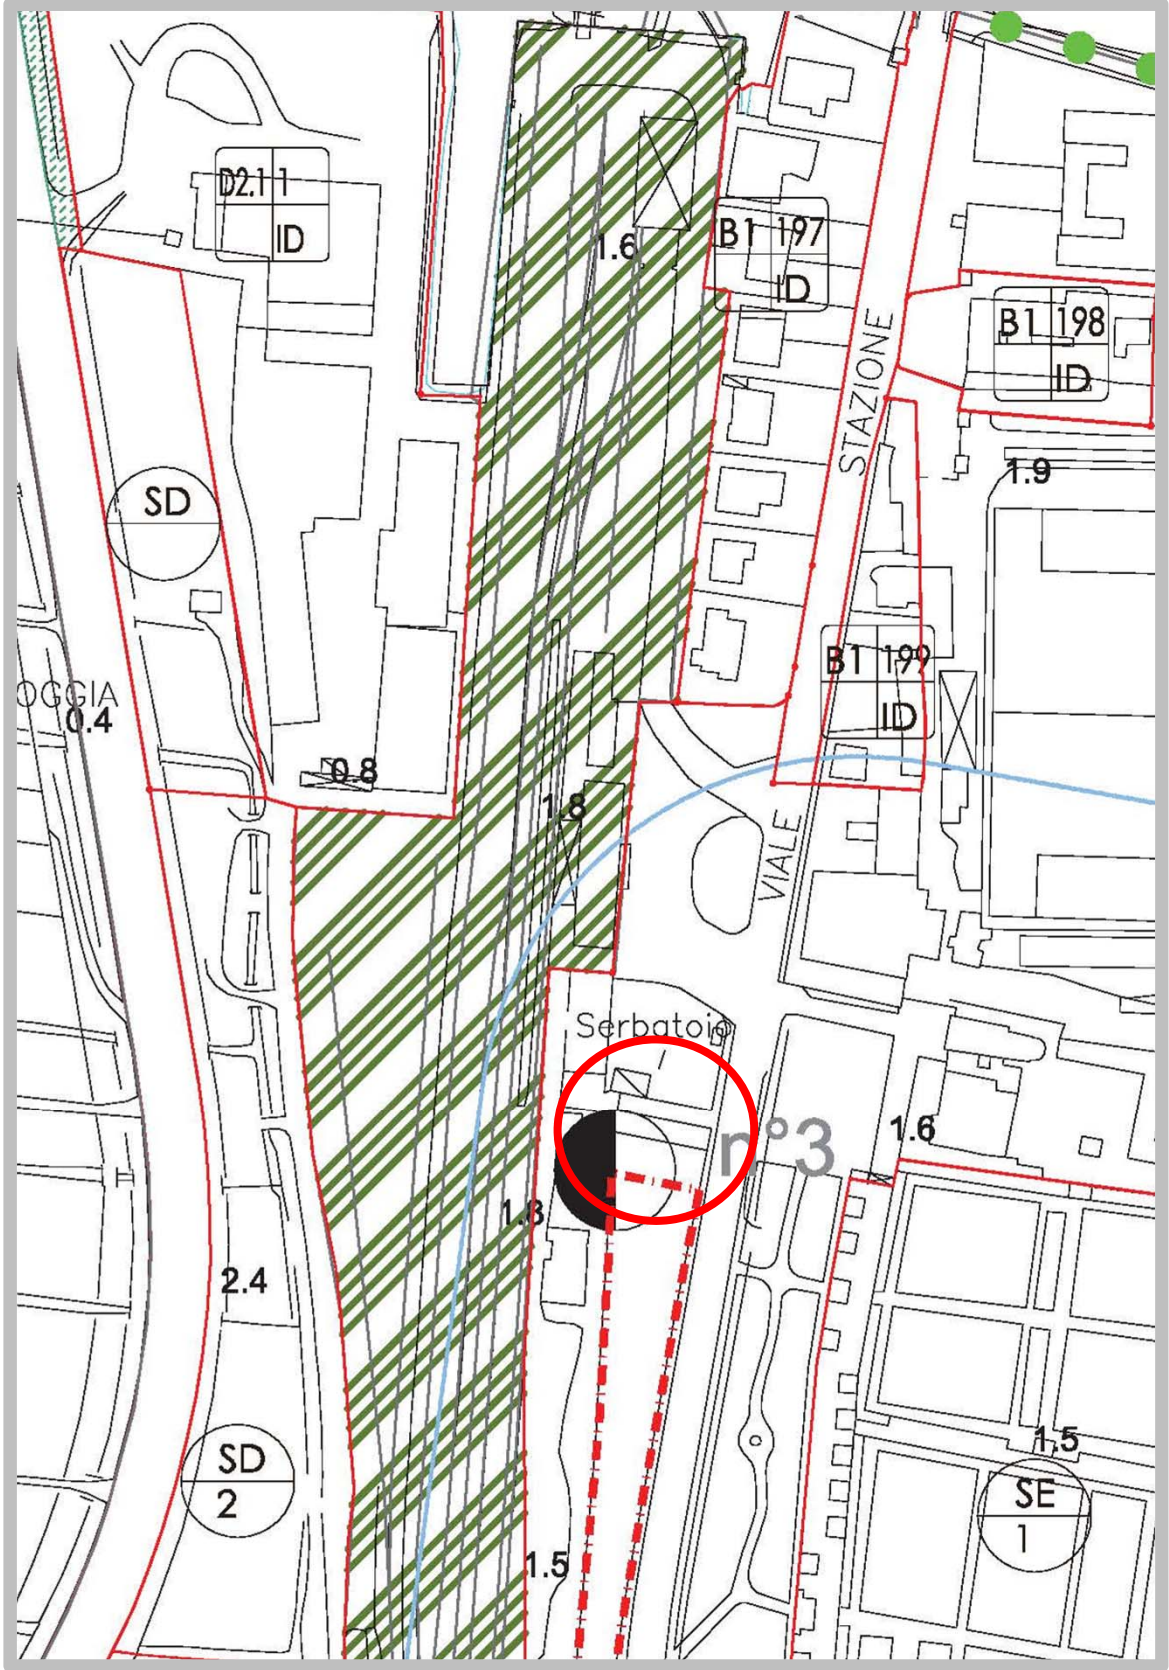 D2.1 1
ID
1.6
B1 197
ID
B1 198
ID
STAZIONE
1.9
SD
B1 199
ID
OGGIA
0.4
0.8
1.8
VIALE
Serbatoio
n°3
1.6
1.8
2.4
SD
2
1.5
SE
1
1.5